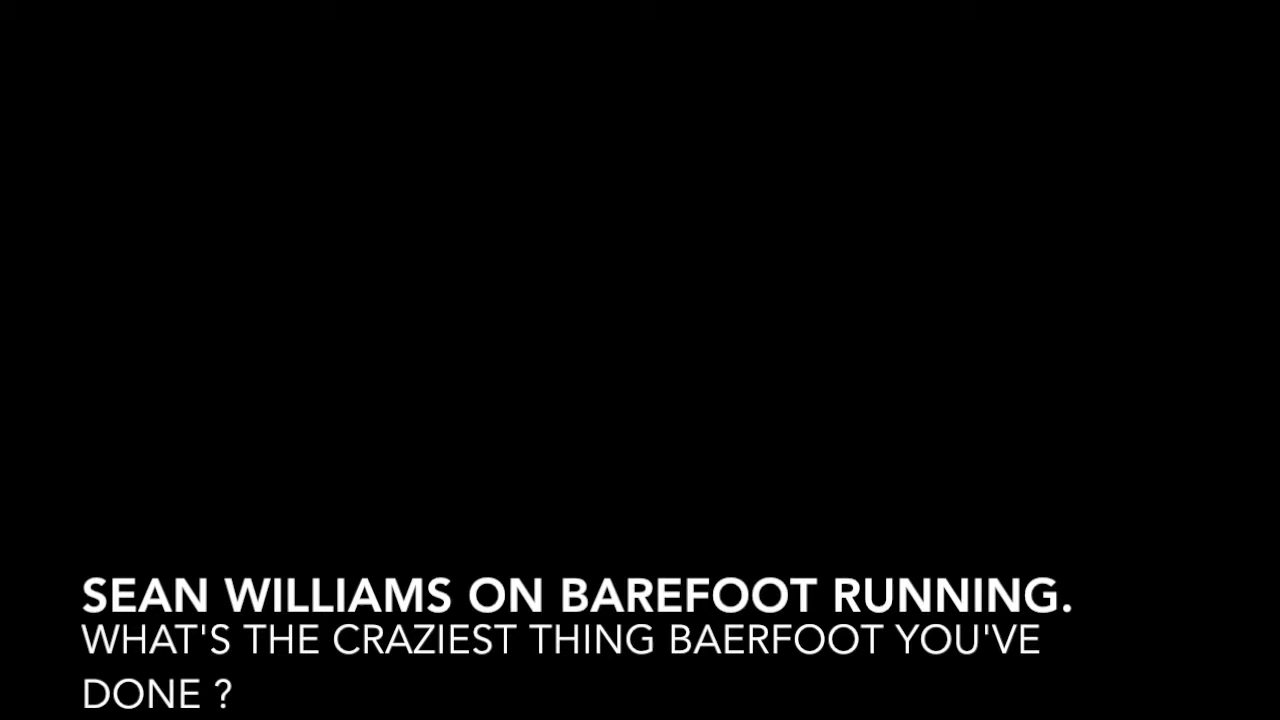 SEAN WILLIAMS ON BAREFOOT RUNNING.
WHAT'S THE CRAZIEST THING BAERFOOT YOU'VE
DONE ?